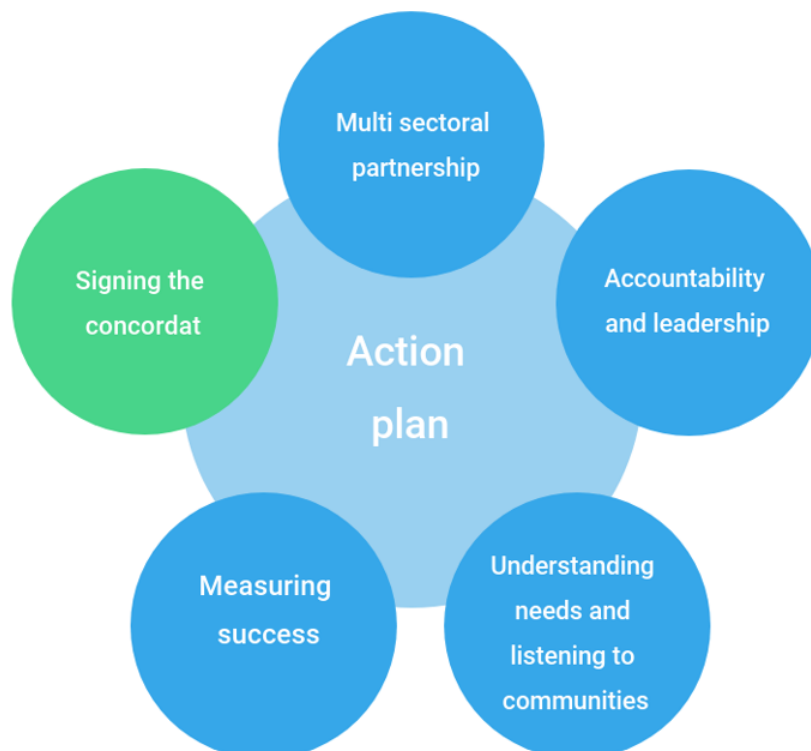 Multi sectoral
partnership
Signing the
concordat
Accountability
and leadership
Action
plan
Measuring
success
Understanding
needs and
listening to
communities